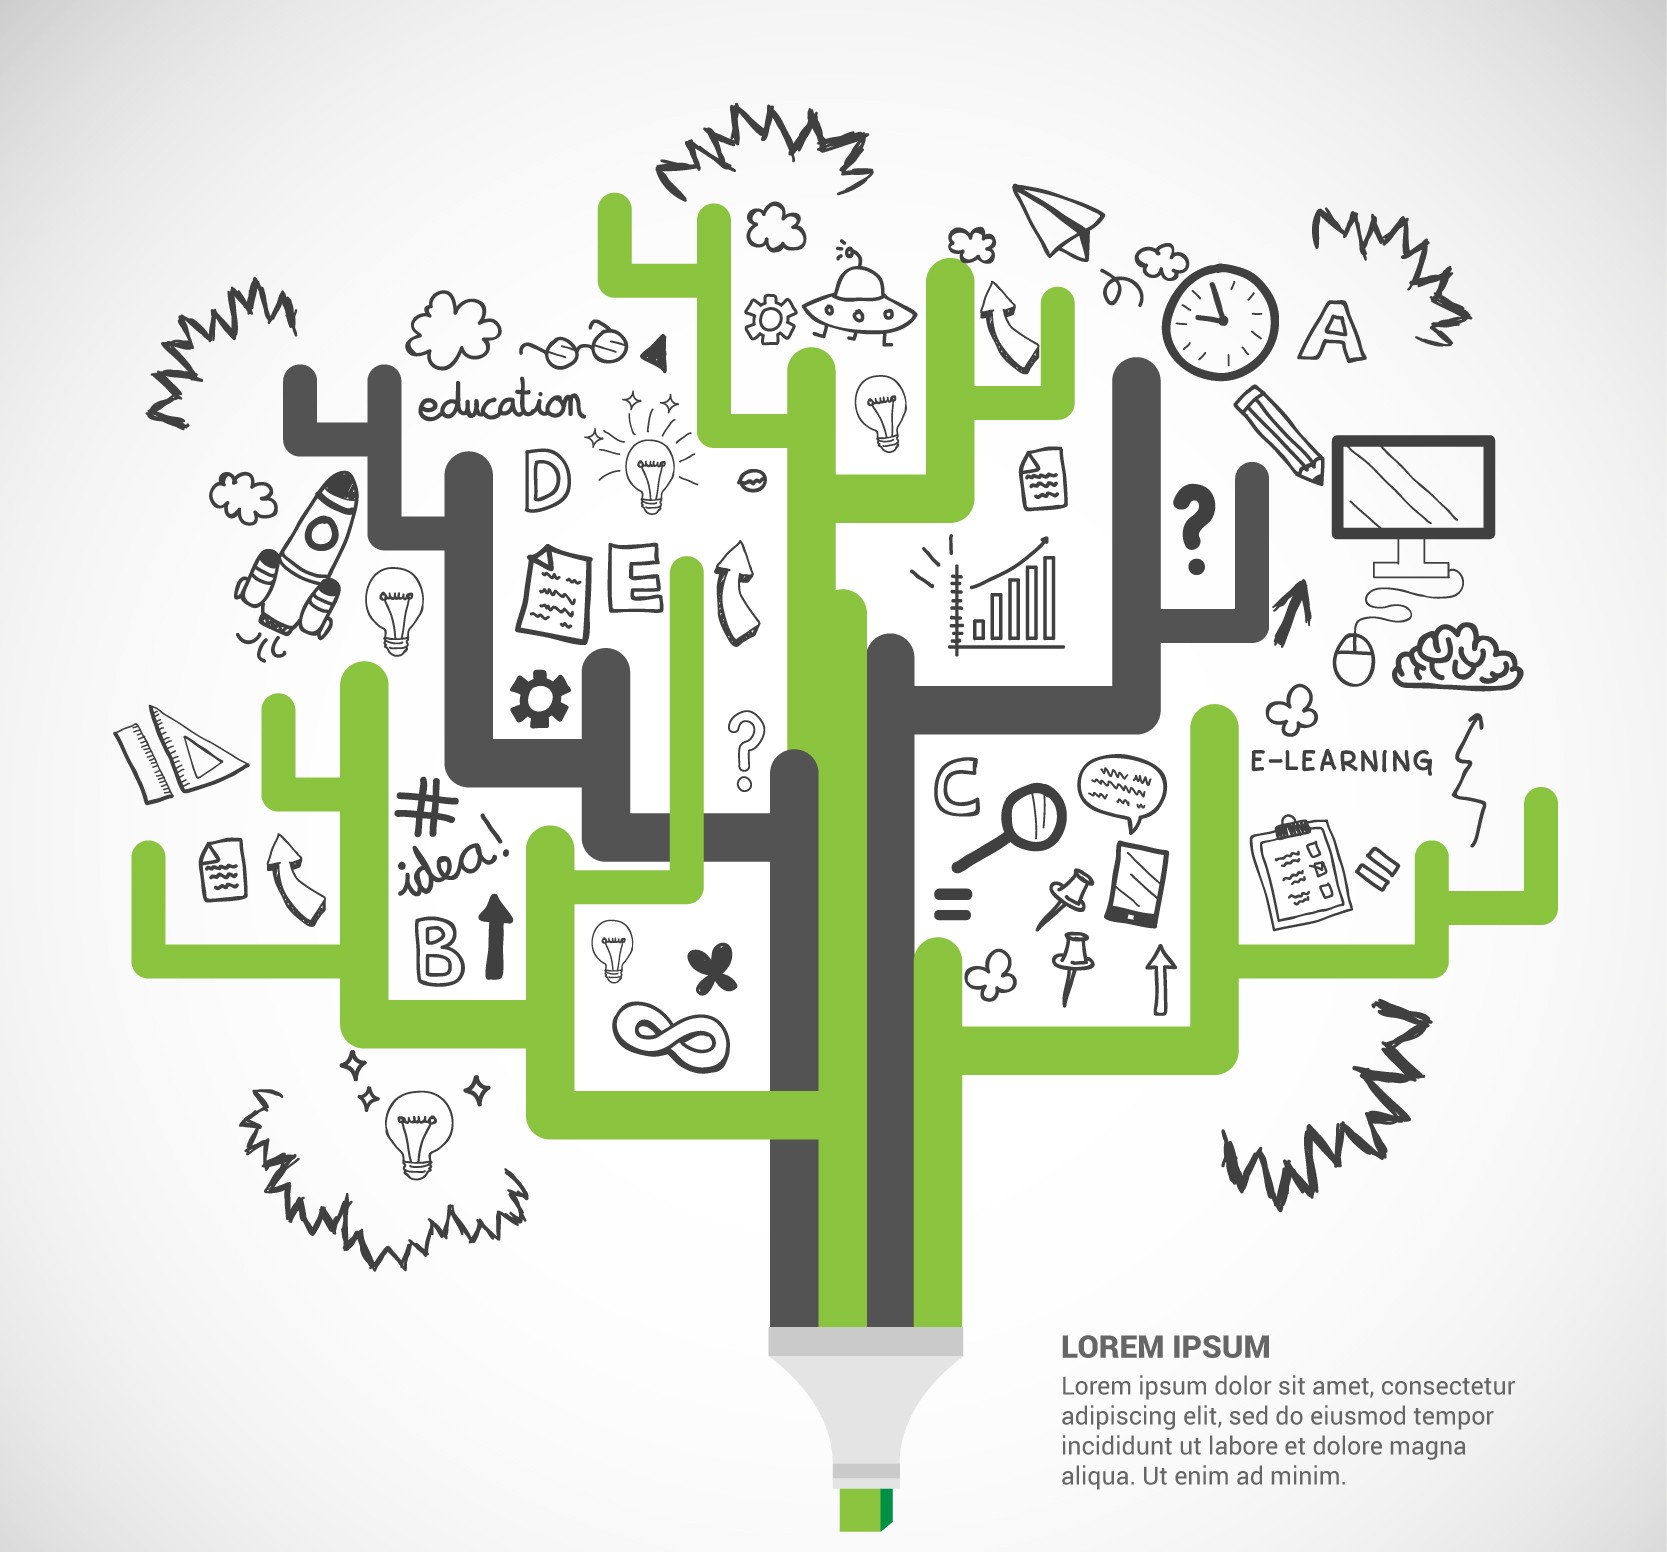 A
education
D
E
?
?
#
idea!
B
C
=
E-LEARNING
LOREM IPSUM
Lorem ipsum dolor sit amet, consectetur
adipiscing elit, sed do eiusmod tempor
incididunt ut labore et dolore magna
aliqua. Ut enim ad minim.